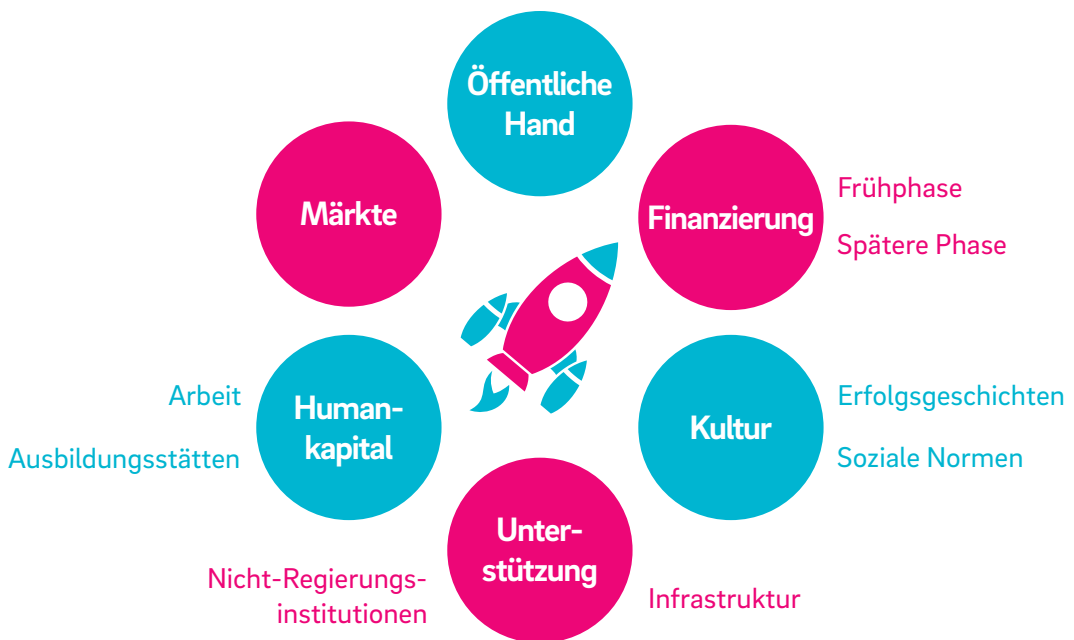 Öffentliche
Hand
Märkte
Finanzierung
Frühphase
Spätere Phase
Arbeit
Ausbildungsstätten
Human-
kapital
Kultur
Erfolgsgeschichten
Soziale Normen
Unter-
stützung
Nicht-Regierungs-
institutionen
Infrastruktur